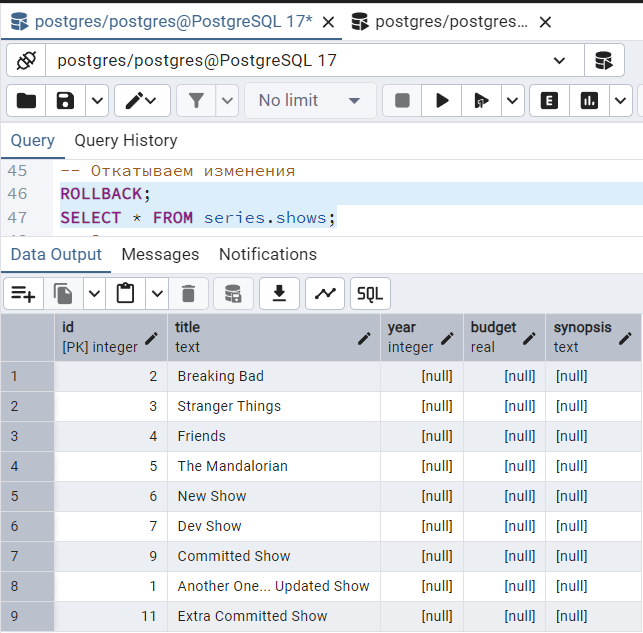 postgres/postgres@PostgreSQL 17* postgres/postgres...
postgres/postgres@PostgreSQL 17
No limit
E
Query Query History
45 -- Откатываем изменения
46 ROLLBACK;
47 SELECT * FROM series.shows;
Data Output Messages Notifications
SQL
id title year budget synopsis
[PK] integer text integer real text
1 2 Breaking Bad [null] [null] [null]
2 3 Stranger Things [null] [null] [null]
3 4 Friends [null] [null] [null]
4 5 The Mandalorian [null] [null] [null]
5 6 New Show [null] [null] [null]
6 7 Dev Show [null] [null] [null]
7 9 Committed Show [null] [null] [null]
8 1 Another One... Updated Show [null] [null] [null]
9 11 Extra Committed Show [null] [null] [null]